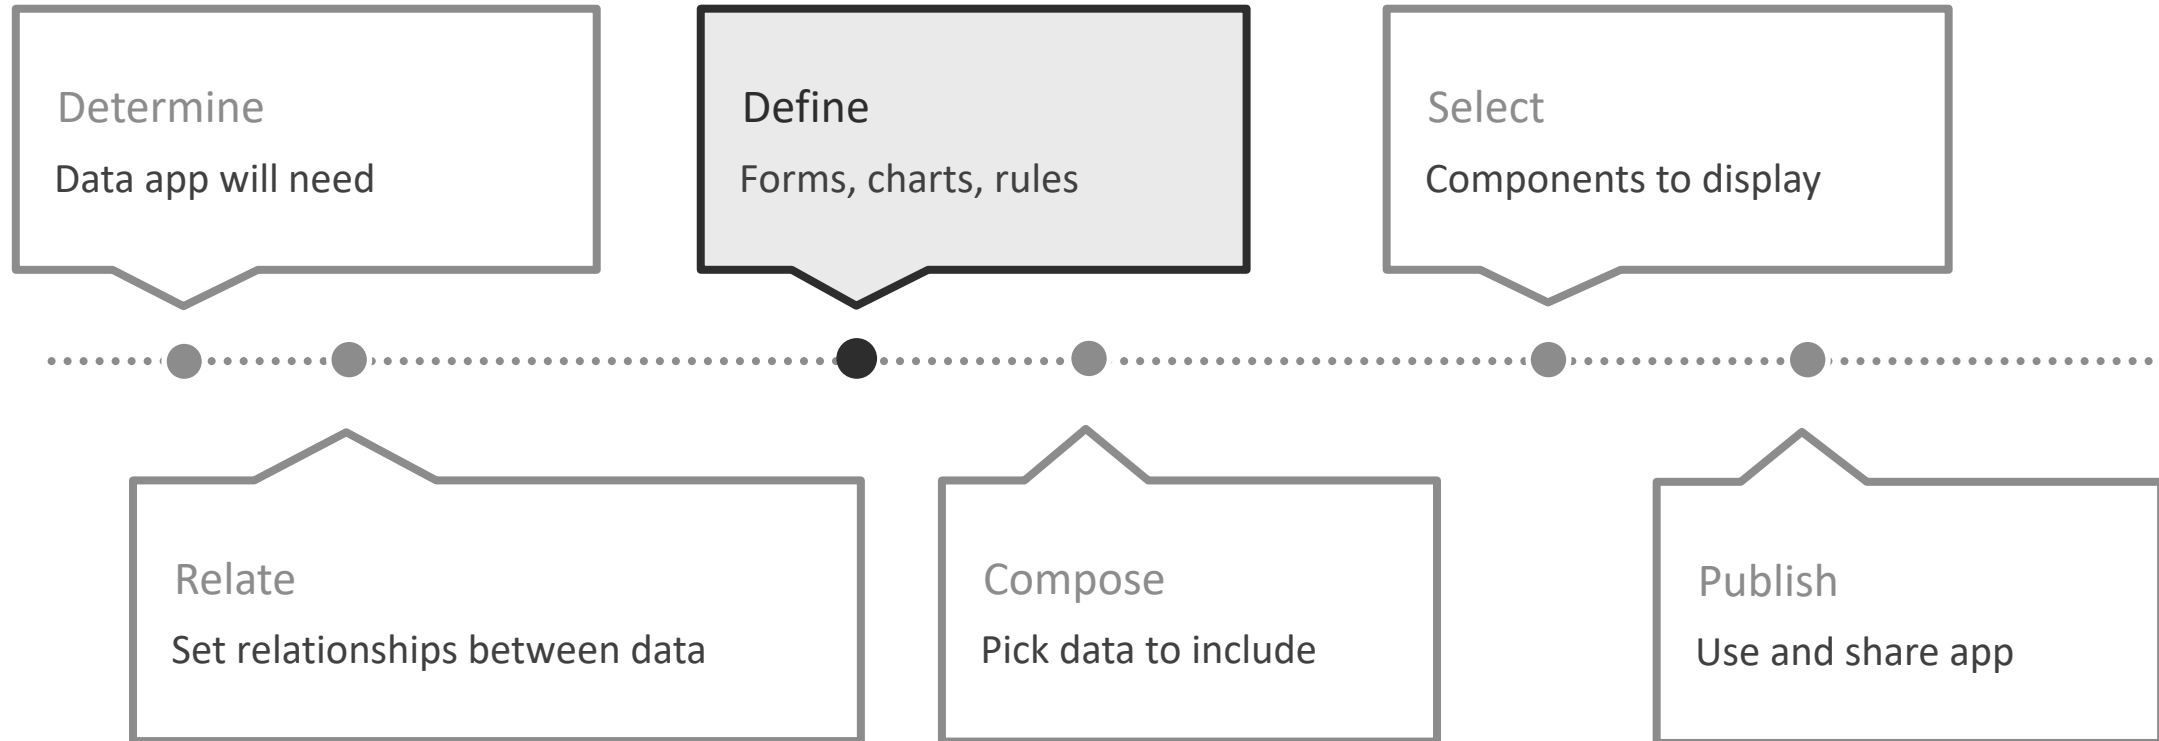 Determine
Data app will need
Define
Forms, charts, rules
Select
Components to display
Relate
Set relationships between data
Compose
Pick data to include
Publish
Use and share app